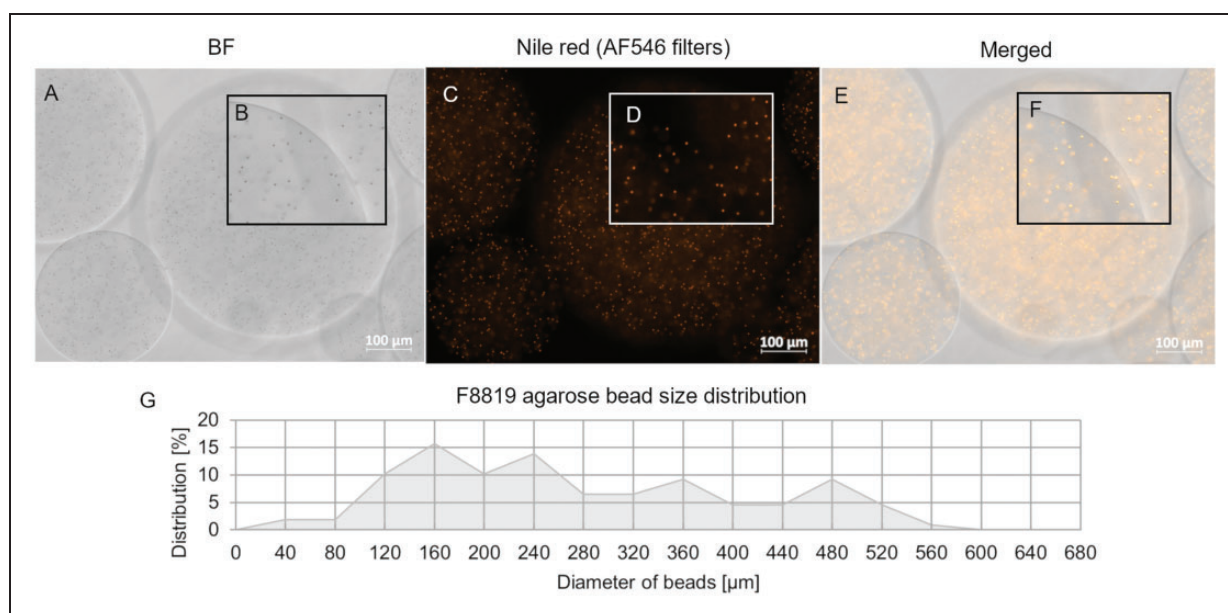 BF Nile red (AF546 filters) Merged
A B C D E F
100 µm 100 µm 100 µm
G F8819 agarose bead size distribution
20
15
10
5
0
Distribution [%]
0 40 80 120 160 200 240 280 320 360 400 440 480 520 560 600 640 680
Diameter of beads [µm]